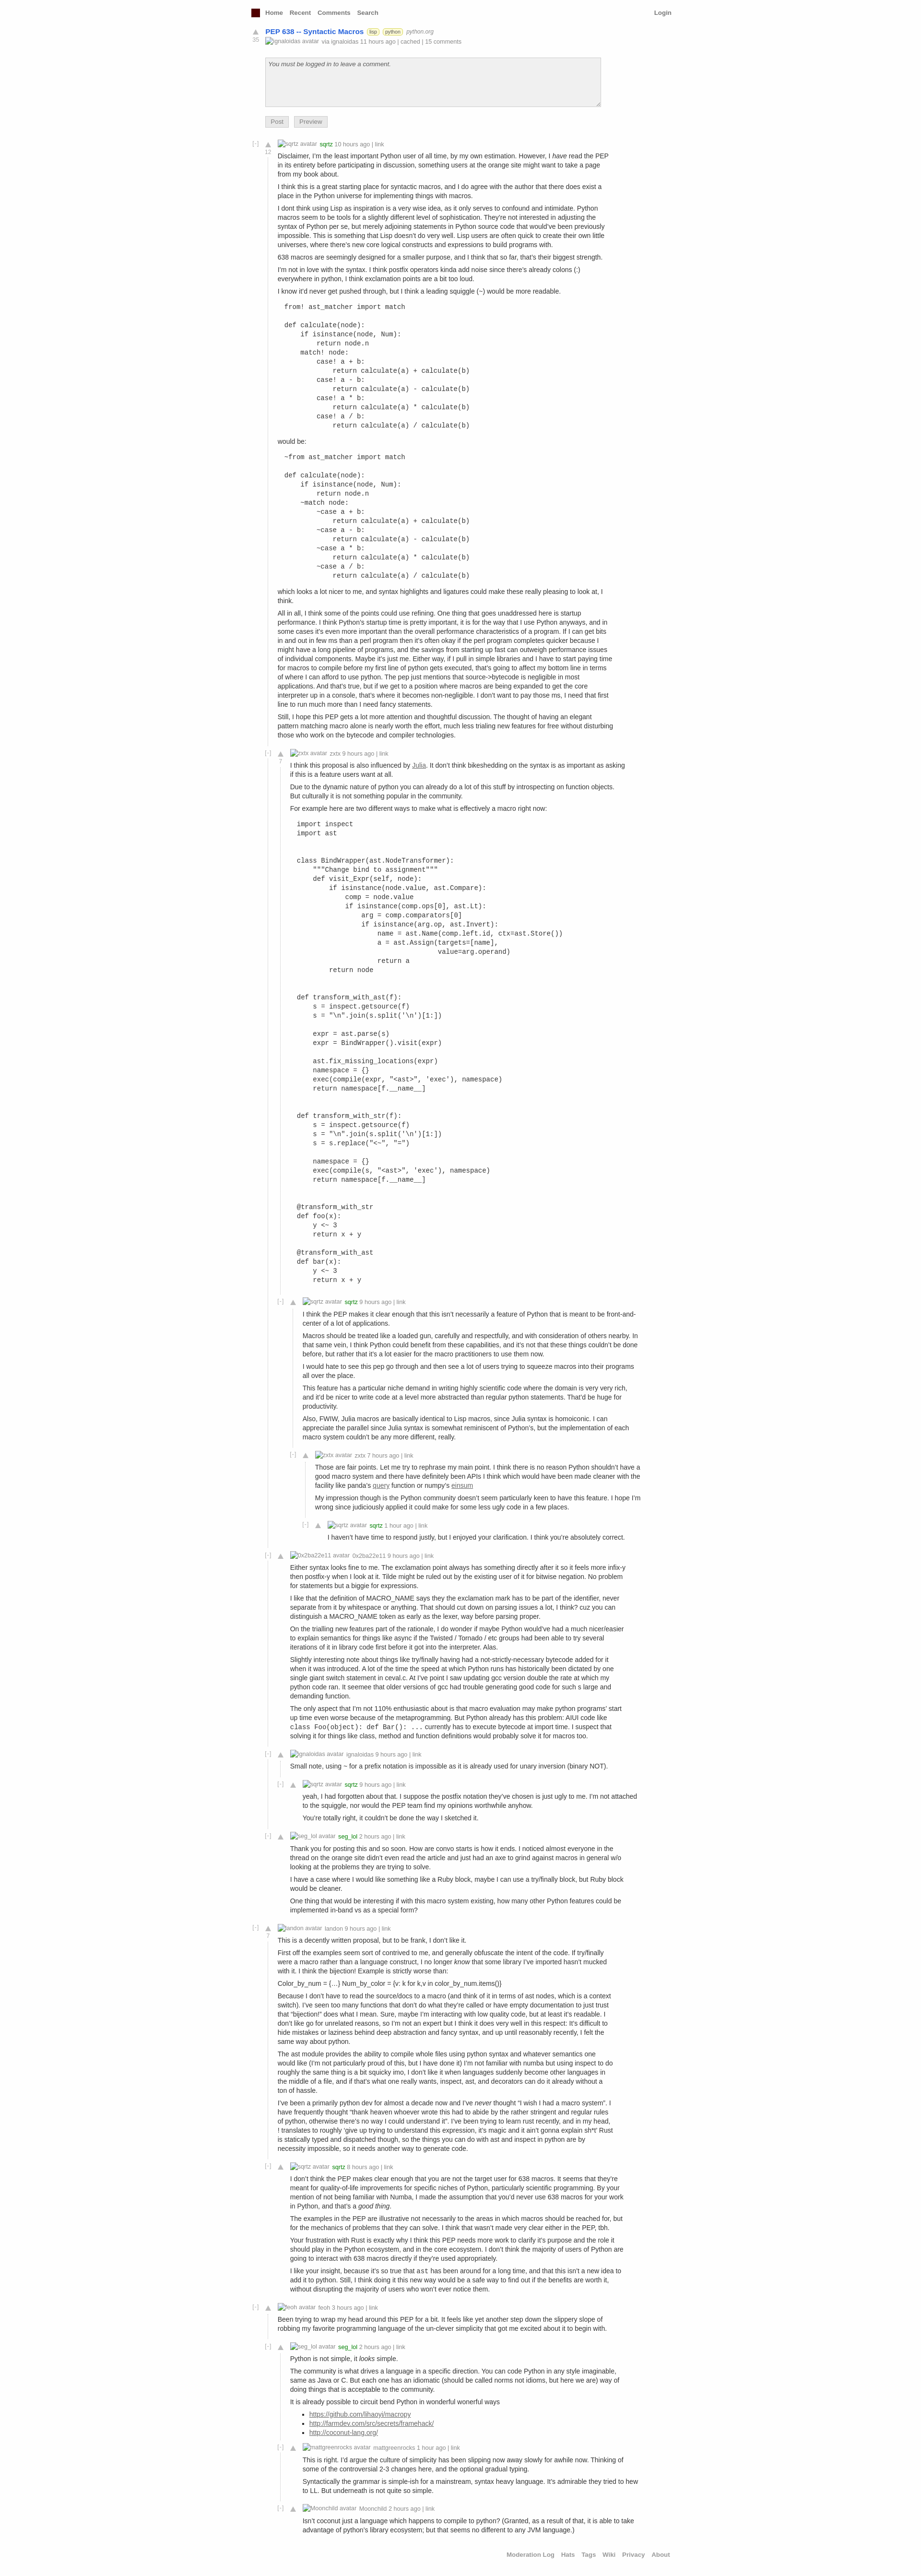 Home Recent Comments Search Login
PEP 638 -- Syntactic Macros lisp python python.org
35 ignaloidas avatar via ignaloidas 11 hours ago | cached | 15 comments
You must be logged in to leave a comment.
Post Preview
[-] sqrtz avatar sqrtz 10 hours ago | link
12
Disclaimer, I'm the least important Python user of all time, by my own estimation. However, I have read the PEP
in its entirety before participating in discussion, something users at the orange site might want to take a page
from my book about.
I think this is a great starting place for syntactic macros, and I do agree with the author that there does exist a
place in the Python universe for implementing things with macros.
I dont think using Lisp as inspiration is a very wise idea, as it only serves to confound and intimidate. Python
macros seem to be tools for a slightly different level of sophistication. They're not interested in adjusting the
syntax of Python per se, but merely adjoining statements in Python source code that would've been previously
impossible. This is something that Lisp doesn't do very well. Lisp users are often quick to create their own little
universes, where there's new or logical constructs and expressions to build programs with.
638 macros are seemingly designed for a smaller purpose, and I think that so far, that's their biggest strength.
I'm not in love with the syntax. I think postfix operators kinda add noise since there's already colons (:)
everywhere in python, I think exclamation points are a bit too loud.
I know it'd never get pushed through, but I think a leading squiggle (~) would be more readable.
from! ast_matcher import match
def calculate(node):
if isinstance(node, Num):
return node.n
match! node:
case! a + b:
return calculate(a) + calculate(b)
case! a - b:
return calculate(a) - calculate(b)
case! a * b:
return calculate(a) * calculate(b)
case! a / b:
return calculate(a) / calculate(b)
would be:
~from ast_matcher import match
def calculate(node):
if isinstance(node, Num):
return node.n
~match node:
~case a + b:
return calculate(a) + calculate(b)
~case a - b:
return calculate(a) - calculate(b)
~case a * b:
return calculate(a) * calculate(b)
~case a / b:
return calculate(a) / calculate(b)
which looks a lot nicer to me, and syntax highlights and ligatures could make these really pleasing to look at, I
think.
All in all, I think some of the points could use refining. One thing that goes unaddressed here is startup
performance. I think Python's startup time is pretty important, it is for the way that I use Python anyways, and in
some cases it's even more important than the overall performance characteristics of a program. If I can get bits
in and out in few ms than a perl program then it's often okay if the perl program completes quicker because I
might have a long pipeline of programs, and the savings from starting up fast can outweigh performance issues
of individual components. Maybe it's just me. Either way, if I pull in simple libraries and I have to start paying time
for macros to compile before my first line of python gets executed, that's going to affect my bottom line in terms
of where I can afford to use python. The pep just mentions that source->bytecode is negligible in most
applications. And that's true, but if we get to a position where macros are being expanded to get the core
interpreter up in a console, that's where it becomes non-negligible. I don't want to pay those ms, I need that first
line to run much more than I need fancy statements.
Still, I hope this PEP gets a lot more attention and thoughtful discussion. The thought of having an elegant
pattern matching macro alone is nearly worth the effort, much less trialing new features for free without disturbing
those who work on the bytecode and compiler technologies.
[-] zxtx avatar zxtx 9 hours ago | link
7
I think this proposal is also influenced by Julia. It don't think bikeshedding on the syntax is as important as asking
if this is a feature users want at all.
Due to the dynamic nature of python you can already do a lot of this stuff by introspecting on function objects.
But culturally it is not something popular in the community.
For example here are two different ways to make what is effectively a macro right now:
import inspect
import ast
class BindWrapper(ast.NodeTransformer):
"""Change bind to assignment"""
def visit_Expr(self, node):
if isinstance(node.value, ast.Compare):
comp = node.value
if isinstance(comp.ops[0], ast.Lt):
arg = comp.comparators[0]
if isinstance(arg.op, ast.Invert):
name = ast.Name(comp.left.id, ctx=ast.Store())
a = ast.Assign(targets=[name],
value=arg.operand)
return a
return node
def transform_with_ast(f):
s = inspect.getsource(f)
s = "\n".join(s.split('\n')[1:])
expr = ast.parse(s)
expr = BindWrapper().visit(expr)
ast.fix_missing_locations(expr)
namespace = {}
exec(compile(expr, "<ast>", 'exec'), namespace)
return namespace[f.__name__]
def transform_with_str(f):
s = inspect.getsource(f)
s = "\n".join(s.split('\n')[1:])
s = s.replace("<~", "=")
namespace = {}
exec(compile(s, "<ast>", 'exec'), namespace)
return namespace[f.__name__]
@transform_with_str
def foo(x):
y <~ 3
return x + y
@transform_with_ast
def bar(x):
y <~ 3
return x + y
[-] sqrtz avatar sqrtz 9 hours ago | link
I think the PEP makes it clear enough that this isn't necessarily a feature of Python that is meant to be front-and-
center of a lot of applications.
Macros should be treated like a loaded gun, carefully and respectfully, and with consideration of others nearby. In
that same vein, I think Python could benefit from these capabilities, and it's not that these things couldn't be done
before, but rather that it's a lot easier for the macro practitioners to use them now.
I would hate to see this pep go through and then see a lot of users trying to squeeze macros into their programs
all over the place.
This feature has a particular niche demand in writing highly scientific code where the domain is very very rich,
and it'd be nicer to write code at a level more abstracted than regular python statements. That'd be huge for
productivity.
Also, FWIW, Julia macros are basically identical to Lisp macros, since Julia syntax is homoiconic. I can
appreciate the parallel since Julia syntax is somewhat reminiscent of Python's, but the implementation of each
macro system couldn't be any more different, really.
[-] zxtx avatar zxtx 7 hours ago | link
Those are fair points. Let me try to rephrase my main point. I think there is no reason Python shouldn't have a
good macro system and there have definitely been APIs I think which would have been made cleaner with the
facility like panda's query function or numpy's einsum
My impression though is the Python community doesn't seem particularly keen to have this feature. I hope I'm
wrong since judiciously applied it could make for some less ugly code in a few places.
[-] sqrtz avatar sqrtz 1 hour ago | link
I haven't have time to respond justly, but I enjoyed your clarification. I think you're absolutely correct.
[-] 0x2ba22e11 avatar 0x2ba22e11 9 hours ago | link
Either syntax looks fine to me. The exclamation point always has something directly after it so it feels more infix-y
then postfix-y when I look at it. Tilde might be ruled out by the existing user of it for bitwise negation. No problem
for statements but a biggie for expressions.
I like that the definition of MACRO_NAME says they the exclamation mark has to be part of the identifier, never
separate from it by whitespace or anything. That should cut down on parsing issues a lot, I think? cuz you can
distinguish a MACRO_NAME token as early as the lexer, way before parsing proper.
On the trialling new features part of the rationale, I do wonder if maybe Python would've had a much nicer/easier
to explain semantics for things like async if the Twisted / Tornado / etc groups had been able to try several
iterations of it in library code first before it got into the interpreter. Alas.
Slightly interesting note about things like try/finally having had a not-strictly-necessary bytecode added for it
when it was introduced. A lot of the time the speed at which Python runs has historically been dictated by one
single giant switch statement in ceval.c. At I've point I saw updating gcc version double the rate at which my
python code ran. It seemee that older versions of gcc had trouble generating good code for such s large and
demanding function.
The only aspect that I'm not 110% enthusiastic about is that macro evaluation may make python programs' start
up time even worse because of the metaprogramming. But Python already has this problem: AIUI code like
class Foo(object): def Bar(): ... currently has to execute bytecode at import time. I suspect that
solving it for things like class, method and function definitions would probably solve it for macros too.
[-] ignaloidas avatar ignaloidas 9 hours ago | link
Small note, using ~ for a prefix notation is impossible as it is already used for unary inversion (binary NOT).
[-] sqrtz avatar sqrtz 9 hours ago | link
yeah, I had forgotten about that. I suppose the postfix notation they've chosen is just ugly to me. I'm not attached
to the squiggle, nor would the PEP team find my opinions worthwhile anyhow.
You're totally right, it couldn't be done the way I sketched it.
[-] seg_lol avatar seg_lol 2 hours ago | link
Thank you for posting this and so soon. How are convo starts is how it ends. I noticed almost everyone in the
thread on the orange site didn't even read the article and just had an axe to grind against macros in general w/o
looking at the problems they are trying to solve.
I have a case where I would like something like a Ruby block, maybe I can use a try/finally block, but Ruby block
would be cleaner.
One thing that would be interesting if with this macro system existing, how many other Python features could be
implemented in-band vs as a special form?
[-] landon avatar landon 9 hours ago | link
7
This is a decently written proposal, but to be frank, I don't like it.
First off the examples seem sort of contrived to me, and generally obfuscate the intent of the code. If try/finally
were a macro rather than a language construct, I no longer know that some library I've imported hasn't mucked
with it. I think the bijection! Example is strictly worse than:
Color_by_num = {…} Num_by_color = {v: k for k,v in color_by_num.items()}
Because I don't have to read the source/docs to a macro (and think of it in terms of ast nodes, which is a context
switch). I've seen too many functions that don't do what they're called or have empty documentation to just trust
that "bijection!" does what I mean. Sure, maybe I'm interacting with low quality code, but at least it's readable. I
don't like go for unrelated reasons, so I'm not an expert but I think it does very well in this respect: It's difficult to
hide mistakes or laziness behind deep abstraction and fancy syntax, and up until reasonably recently, I felt the
same way about python.
The ast module provides the ability to compile whole files using python syntax and whatever semantics one
would like (I'm not particularly proud of this, but I have done it) I'm not familiar with numba but using inspect to do
roughly the same thing is a bit squicky imo, I don't like it when languages suddenly become other languages in
the middle of a file, and if that's what one really wants, inspect, ast, and decorators can do it already without a
ton of hassle.
I've been a primarily python dev for almost a decade now and I've never thought "I wish I had a macro system". I
have frequently thought "thank heaven whoever wrote this had to abide by the rather stringent and regular rules
of python, otherwise there's no way I could understand it". I've been trying to learn rust recently, and in my head,
! translates to roughly 'give up trying to understand this expression, it's magic and it ain't gonna explain sh*t' Rust
is statically typed and dispatched though, so the things you can do with ast and inspect in python are by
necessity impossible, so it needs another way to generate code.
[-] sqrtz avatar sqrtz 8 hours ago | link
I don't think the PEP makes clear enough that you are not the target user for 638 macros. It seems that they're
meant for quality-of-life improvements for specific niches of Python, particularly scientific programming. By your
mention of not being familiar with Numba, I made the assumption that you'd never use 638 macros for your work
in Python, and that's a good thing.
The examples in the PEP are illustrative not necessarily to the areas in which macros should be reached for, but
for the mechanics of problems that they can solve. I think that wasn't made very clear either in the PEP, tbh.
Your frustration with Rust is exactly why I think this PEP needs more work to clarify it's purpose and the role it
should play in the Python ecosystem, and in the core ecosystem. I don't think the majority of users of Python are
going to interact with 638 macros directly if they're used appropriately.
I like your insight, because it's so true that ast has been around for a long time, and that this isn't a new idea to
add it to python. Still, I think doing it this new way would be a safe way to find out if the benefits are worth it,
without disrupting the majority of users who won't ever notice them.
[-] feoh avatar feoh 3 hours ago | link
Been trying to wrap my head around this PEP for a bit. It feels like yet another step down the slippery slope of
robbing my favorite programming language of the un-clever simplicity that got me excited about it to begin with.
[-] seg_lol avatar seg_lol 2 hours ago | link
Python is not simple, it looks simple.
The community is what drives a language in a specific direction. You can code Python in any style imaginable,
same as Java or C. But each one has an idiomatic (should be called norms not idioms, but here we are) way of
doing things that is acceptable to the community.
It is already possible to circuit bend Python in wonderful wonerful ways
https://github.com/lihaoyi/macropy
http://farmdev.com/src/secrets/framehack/
http://coconut-lang.org/
[-] mattgreenrocks avatar mattgreenrocks 1 hour ago | link
This is right. I'd argue the culture of simplicity has been slipping now away slowly for awhile now. Thinking of
some of the controversial 2-3 changes here, and the optional gradual typing.
Syntactically the grammar is simple-ish for a mainstream, syntax heavy language. It's admirable they tried to hew
to LL. But underneath is not quite so simple.
[-] Moonchild avatar Moonchild 2 hours ago | link
Isn't coconut just a language which happens to compile to python? (Granted, as a result of that, it is able to take
advantage of python's library ecosystem; but that seems no different to any JVM language.)
Moderation Log Hats Tags Wiki Privacy About